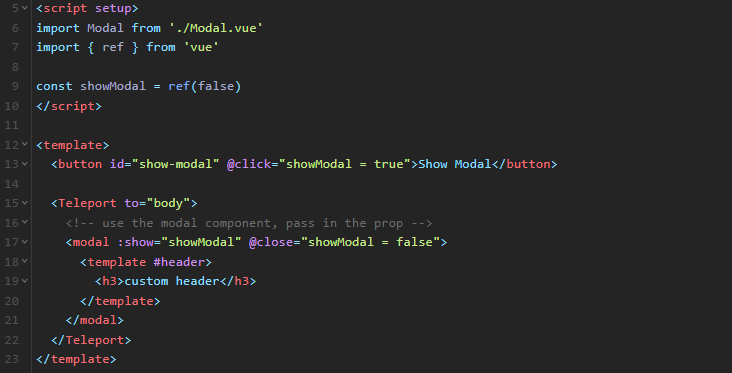 5 <script setup>
6 import Modal from './Modal.vue'
7 import { ref } from 'vue'
8
9 const showModal = ref(false)
10 </script>
11
12 <template>
13   <button id="show-modal" @click="showModal = true">Show Modal</button>
14
15   <Teleport to="body">
16     <!-- use the modal component, pass in the prop -->
17     <modal :show="showModal" @close="showModal = false">
18       <template #header>
19         <h3>custom header</h3>
20       </template>
21     </modal>
22   </Teleport>
23 </template>